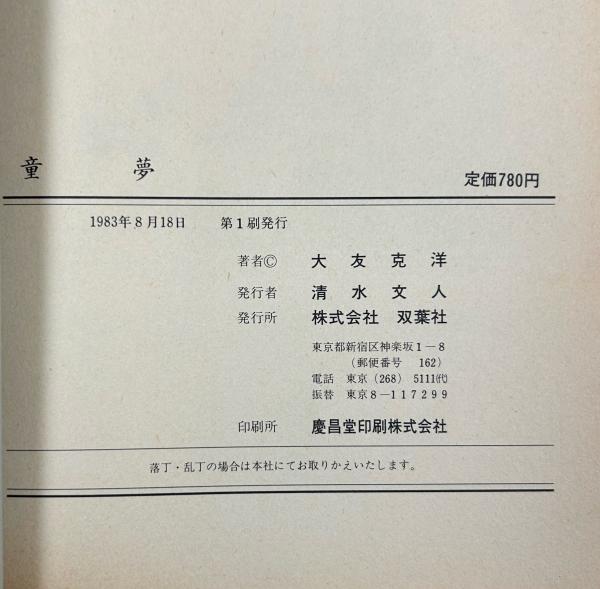 童夢
定価780円
1983年8月18日 第1刷発行
著者© 大友克洋
発行者 清水文人
発行所 株式会社 双葉社
東京都新宿区神楽坂1−8
(郵便番号 162)
電話 東京(268)5111㈹
振替 東京8−117299
印刷所 慶昌堂印刷株式会社
落丁・乱丁の場合は本社にてお取りかえいたします。